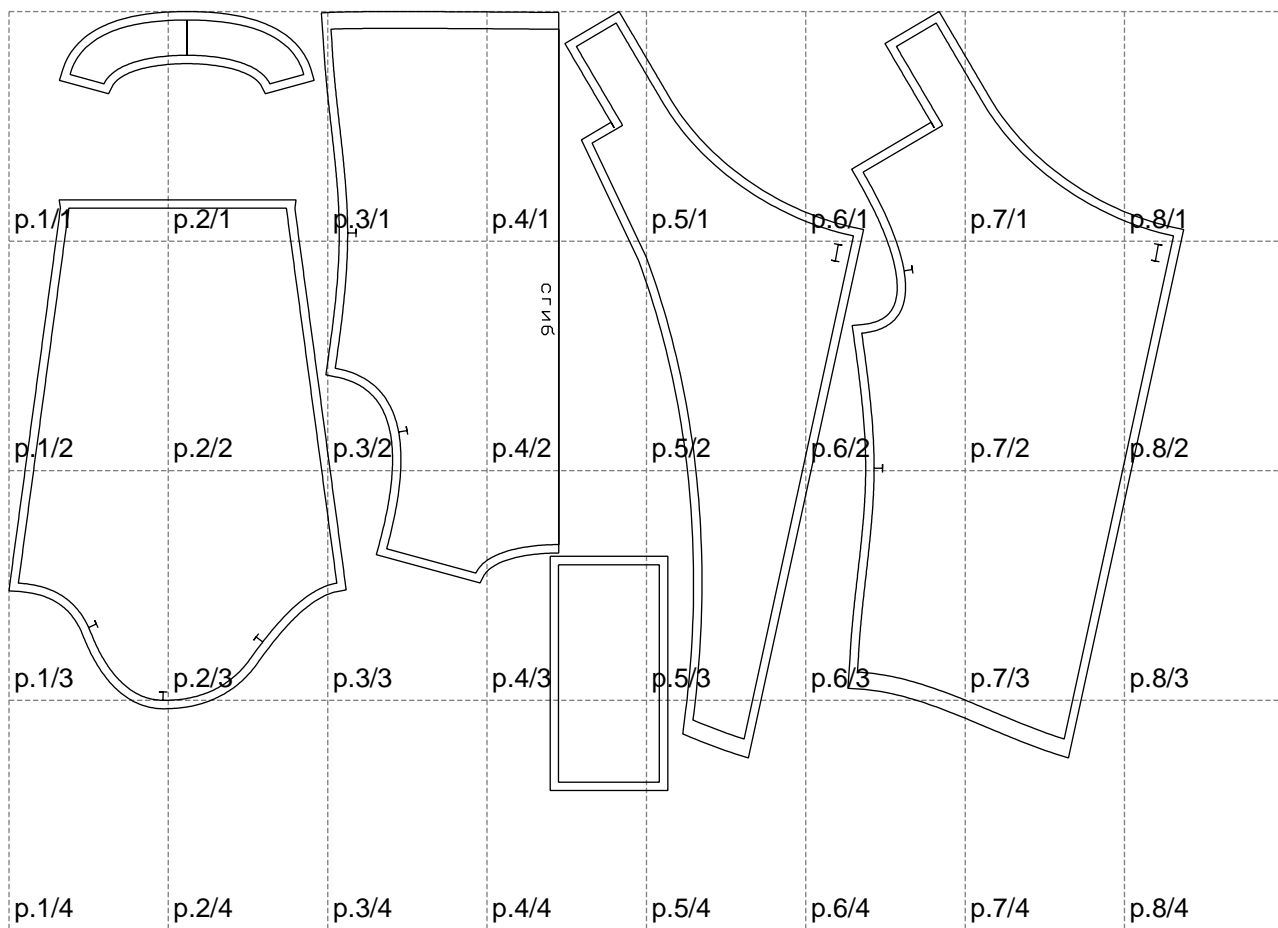 p.1/1 p.2/1 p.3/1 p.4/1 p.5/1 p.6/1 p.7/1 p.8/1
сгиб
p.1/2 p.2/2 p.3/2 p.4/2 p.5/2 p.6/2 p.7/2 p.8/2
p.1/3 p.2/3 p.3/3 p.4/3 p.5/3 p.6/3 p.7/3 p.8/3
p.1/4 p.2/4 p.3/4 p.4/4 p.5/4 p.6/4 p.7/4 p.8/4